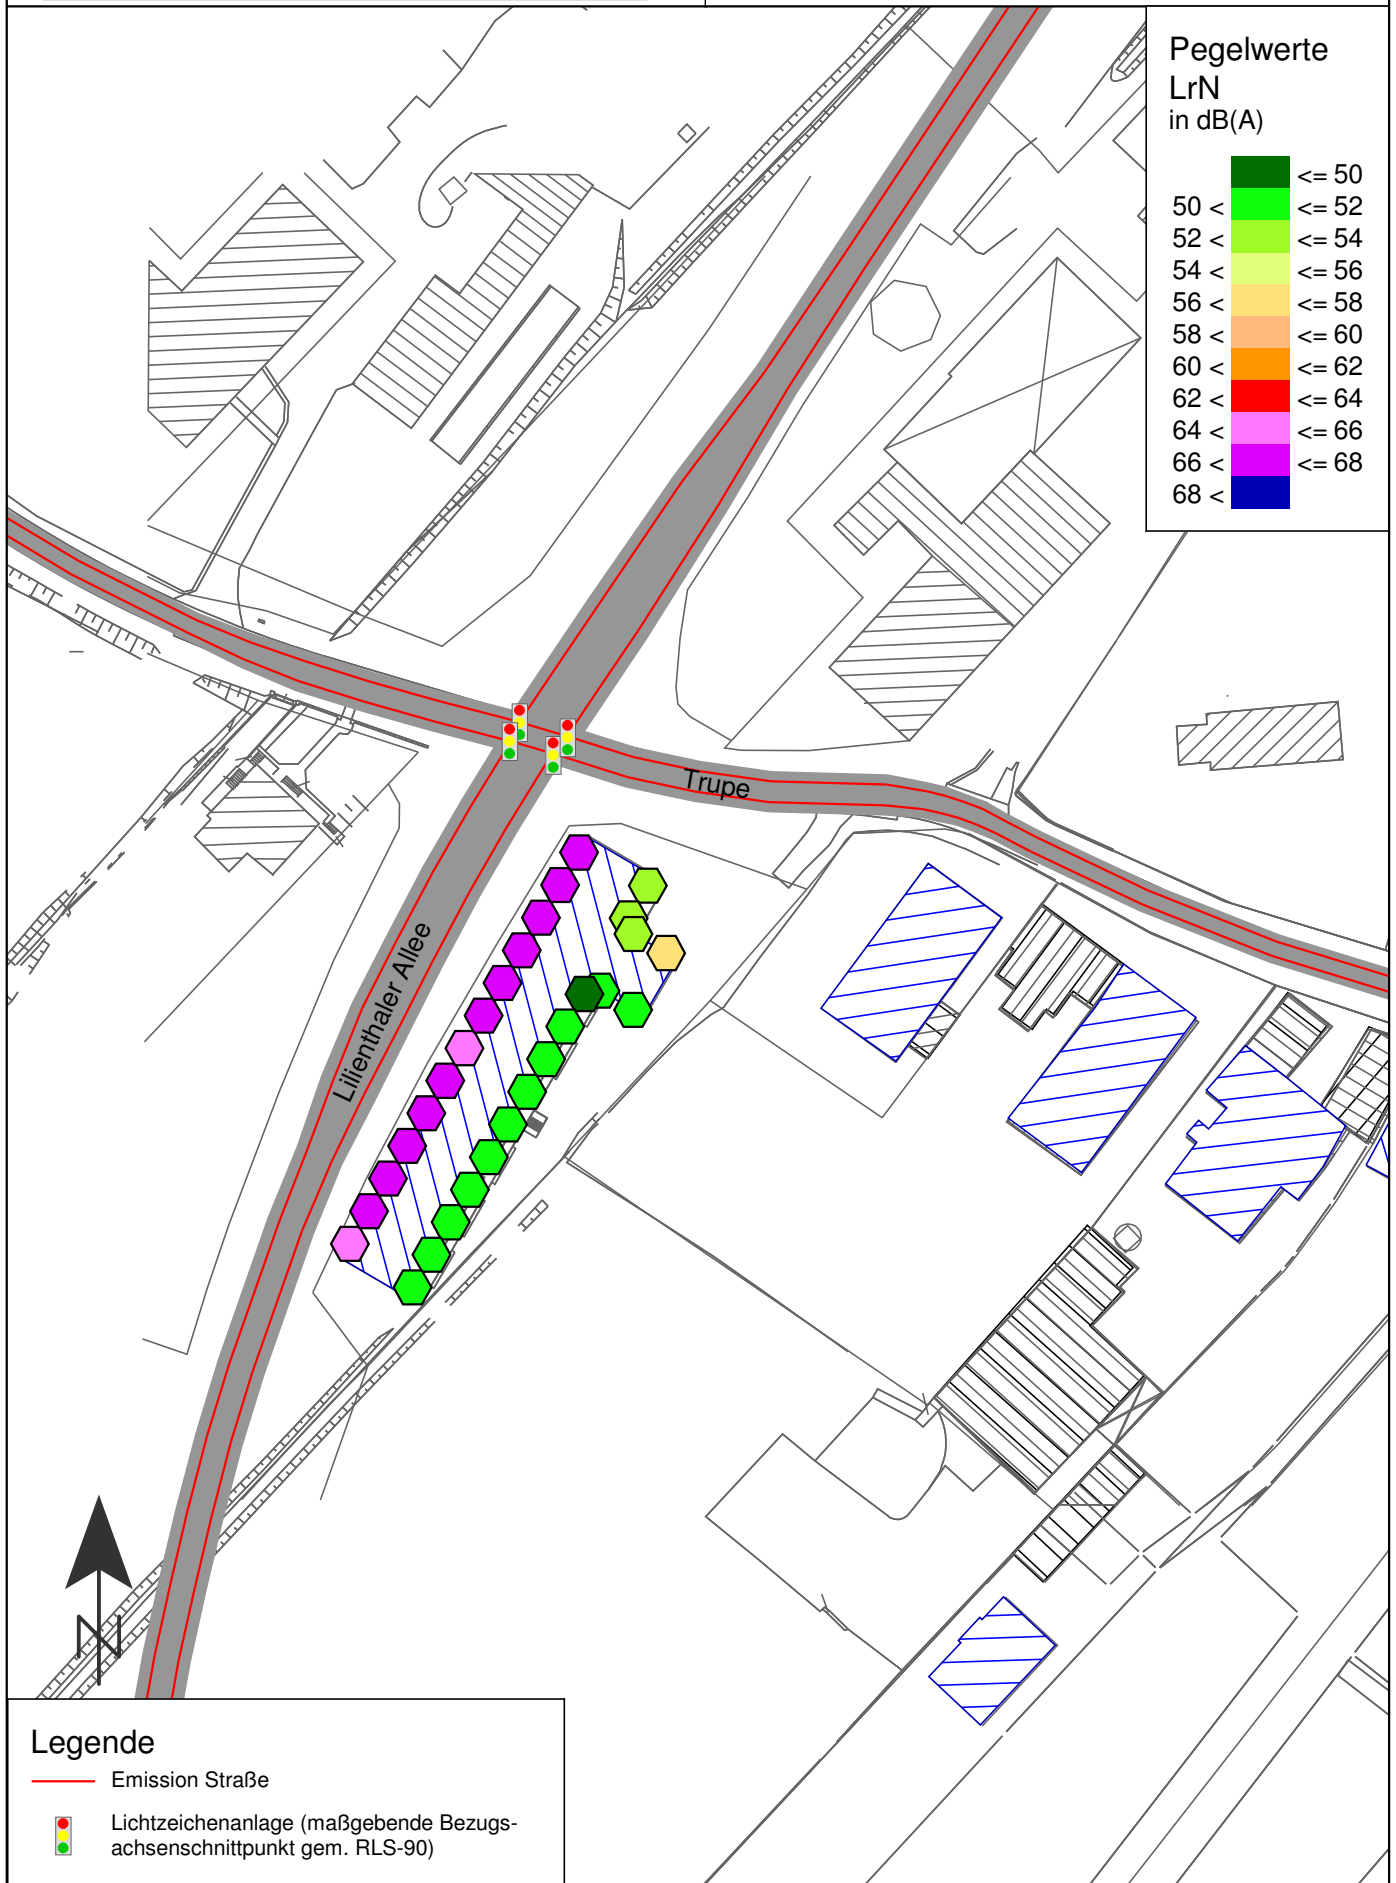 Pegelwerte
LrN
in dB(A)
<= 50
50 < <= 52
52 < <= 54
54 < <= 56
56 < <= 58
58 < <= 60
60 < <= 62
62 < <= 64
64 < <= 66
66 < <= 68
68 <
Trupe
Lilienthaler Allee
N
Legende
Emission Straße
Lichtzeichenanlage (maßgebende Bezugs-
achsenschnittpunkt gem. RLS-90)